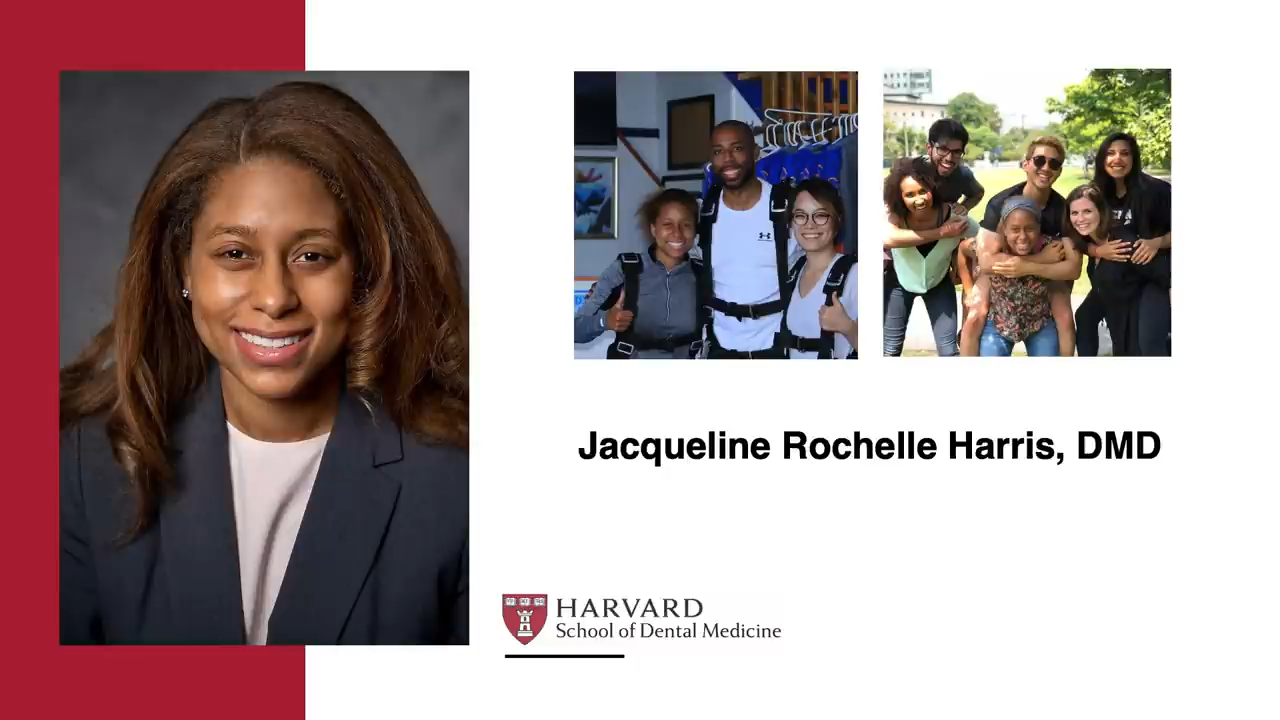 Jacqueline Rochelle Harris, DMD
HARVARD
School of Dental Medicine